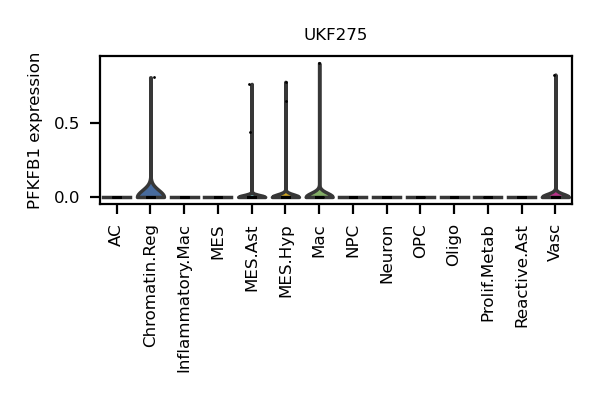 UKF275
PFKFB1 expression
0.5
0.0
AC
Chromatin.Reg
Inflammatory.Mac
MES
MES.Ast
MES.Hyp
Mac
NPC
Neuron
OPC
Oligo
Prolif.Metab
Reactive.Ast
Vasc